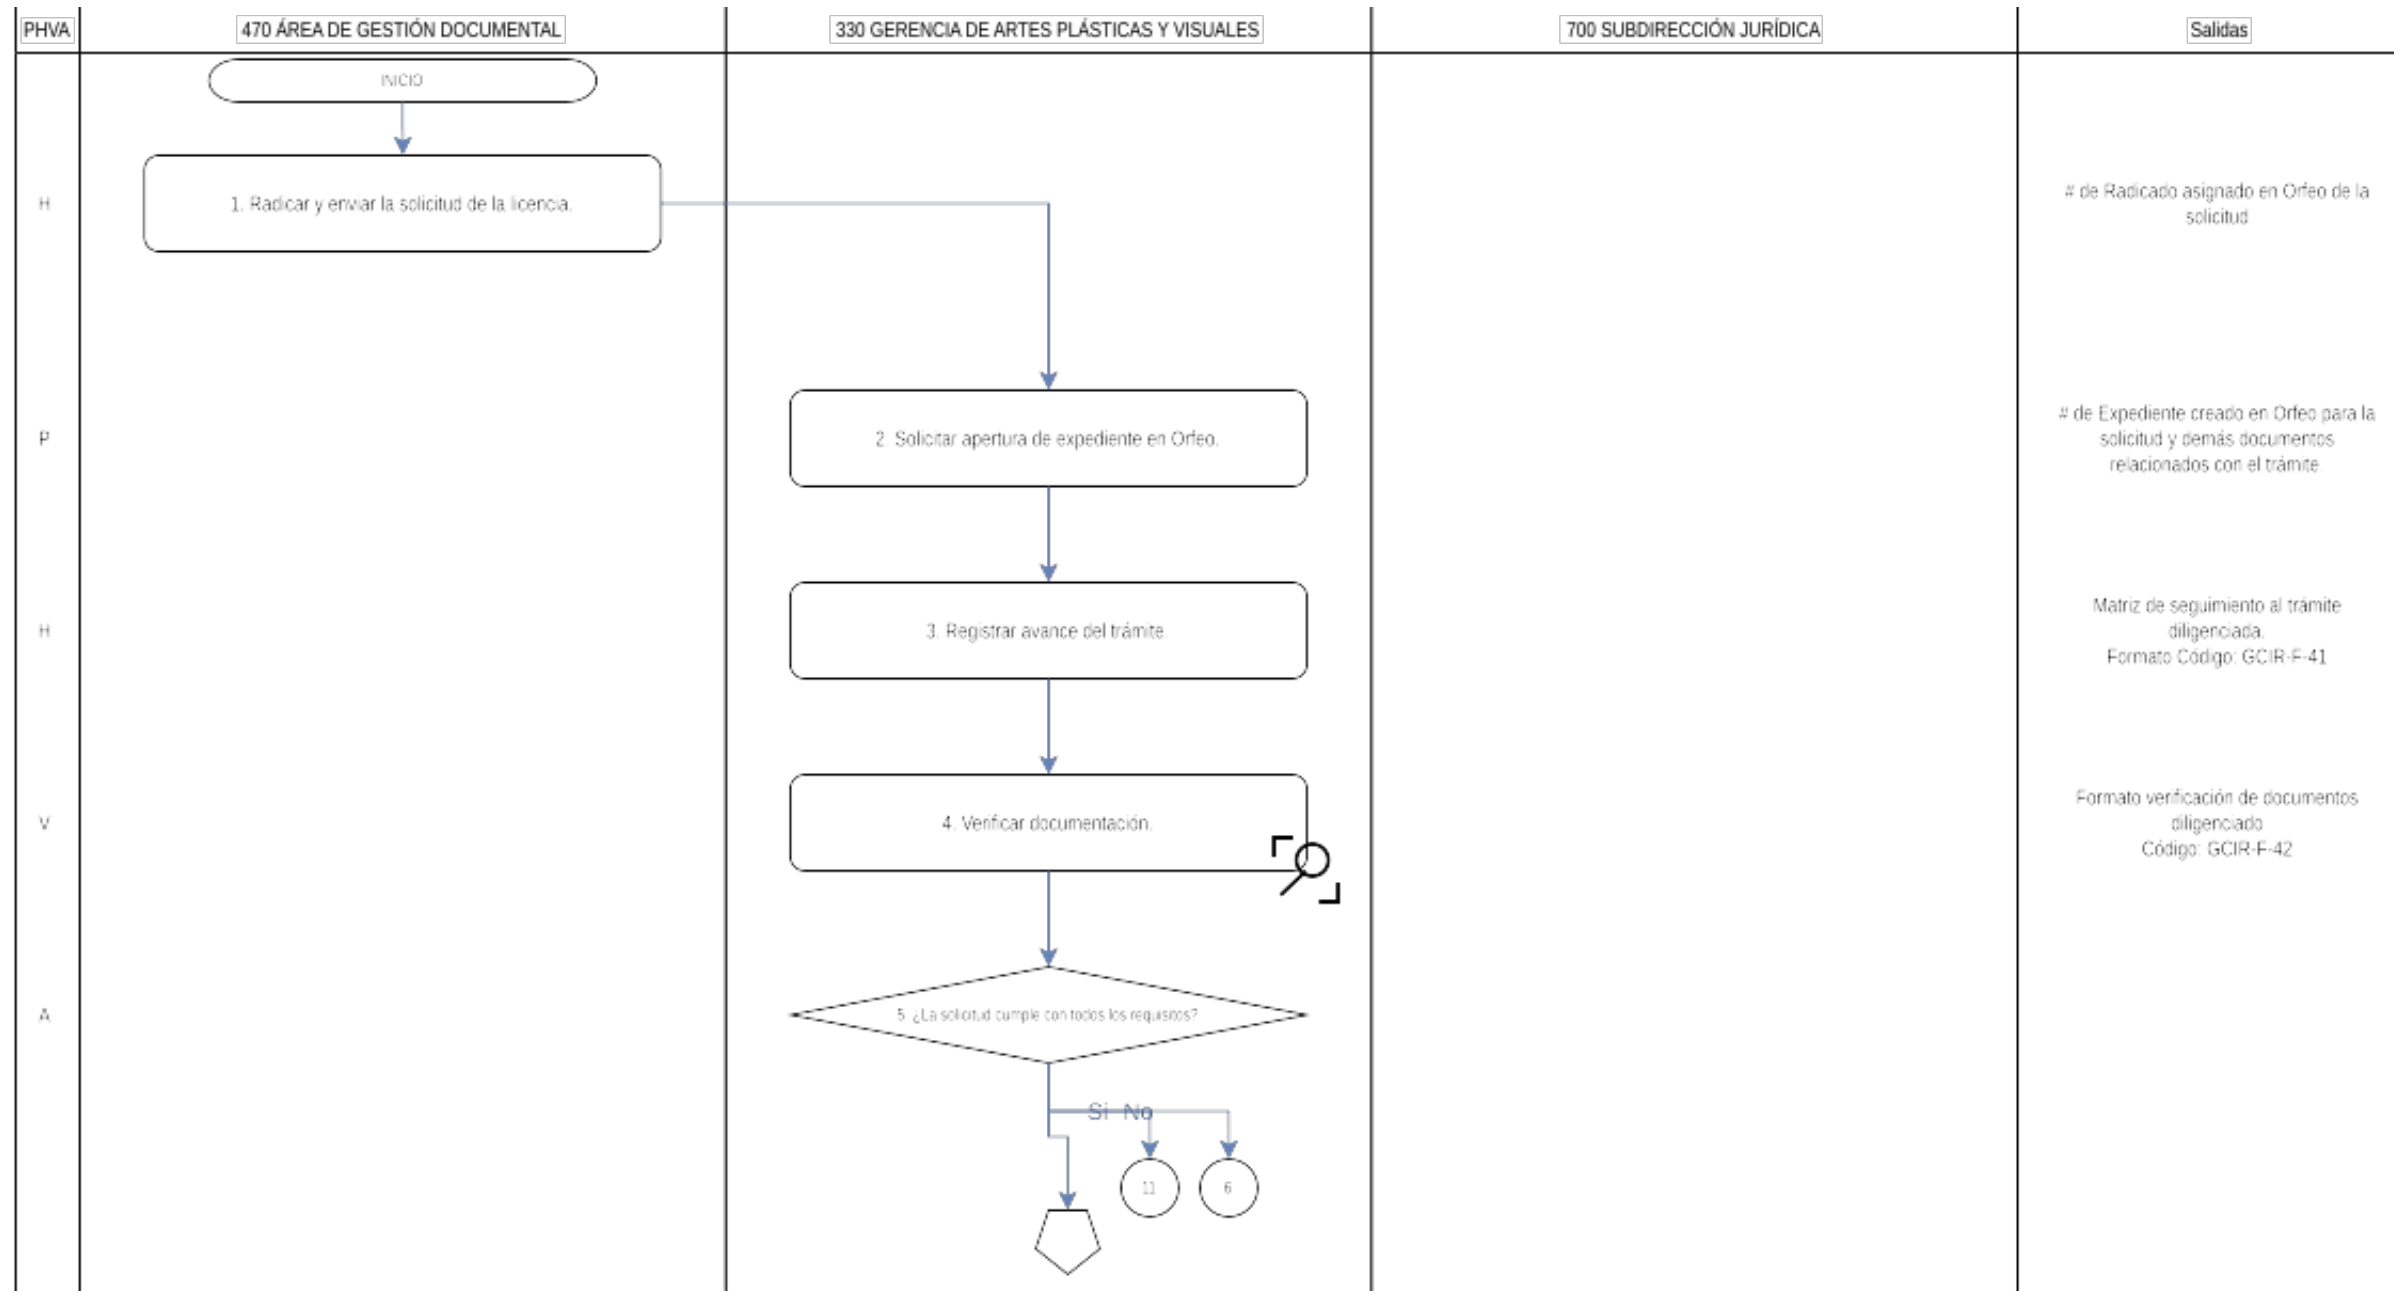 PHVA
470 ÁREA DE GESTIÓN DOCUMENTAL
330 GERENCIA DE ARTES PLÁSTICAS Y VISUALES
700 SUBDIRECCIÓN JURÍDICA
Salidas
INICIO
H
1. Radicar y enviar la solicitud de la licencia.
# de Radicado asignado en Orfeo de la
solicitud
P
2. Solicitar apertura de expediente en Orfeo.
# de Expediente creado en Orfeo para la
solicitud y demás documentos
relacionados con el trámite
H
3. Registrar avance del trámite.
Matriz de seguimiento al trámite
diligenciada.
Formato Código: GCIR-F-41
V
4. Verificar documentación.
Formato verificación de documentos
diligenciado
Código: GCIR-F-42
A
5. ¿La solicitud cumple con todos los requisitos?
Si No
11
6